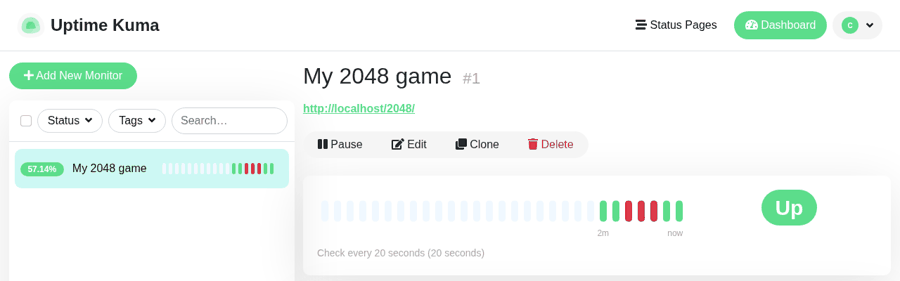 Uptime Kuma
Status Pages
Dashboard
C
Add New Monitor
Status
Tags
Search...
57.14%
My 2048 game
My 2048 game #1
http://localhost/2048/
Pause
Edit
Clone
Delete
Up
2m
now
Check every 20 seconds (20 seconds)